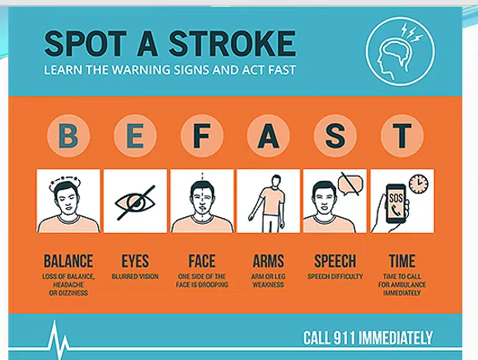 SPOT A STROKE
LEARN THE WARNING SIGNS AND ACT FAST
B E F A S T
SOS
BALANCE
LOSS OF BALANCE,
HEADACHE
OR DIZZINESS
EYES
BLURRED VISION
FACE
ONE SIDE OF THE
FACE IS DROOPING
ARMS
ARM OR LEG
WEAKNESS
SPEECH
SPEECH DIFFICULTY
TIME
TIME TO CALL
FOR AMBULANCE
IMMEDIATELY
CALL 911 IMMEDIATELY